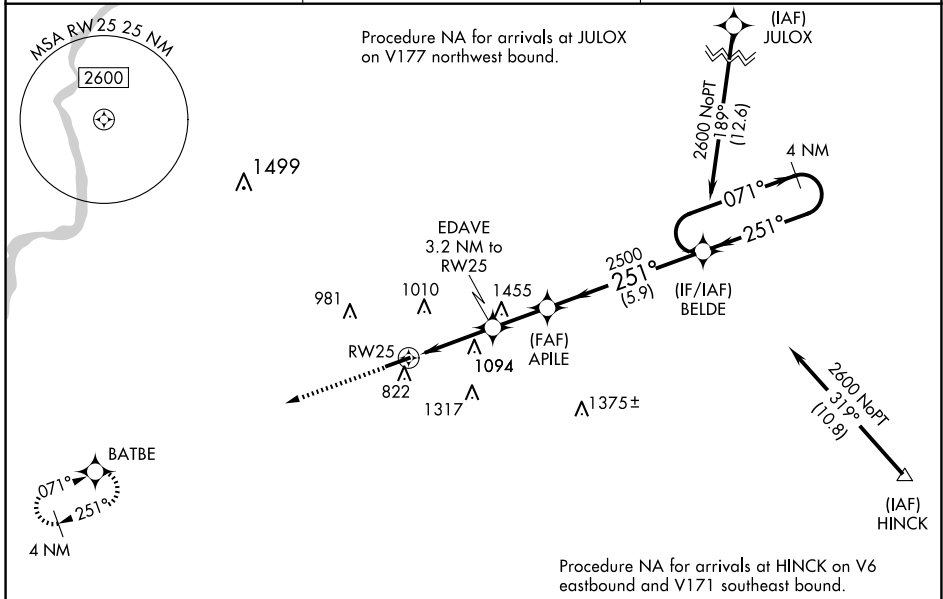 MSA RW25 25 NM
2600
Procedure NA for arrivals at JULOX
on V177 northwest bound.
(IAF)
JULOX
2600 NoPT
189°
(12.6)
4 NM
071°
251°
1499
EDAVE
3.2 NM to
RW25
2500
251°
(5.9)
(IF/IAF)
BELDE
981
1010
1455
(FAF)
APILE
RW25
1094
822
1317
1375±
2600 NoPT
319°
(10.8)
(IAF)
HINCK
BATBE
071°
251°
4 NM
Procedure NA for arrivals at HINCK on V6
eastbound and V171 southeast bound.